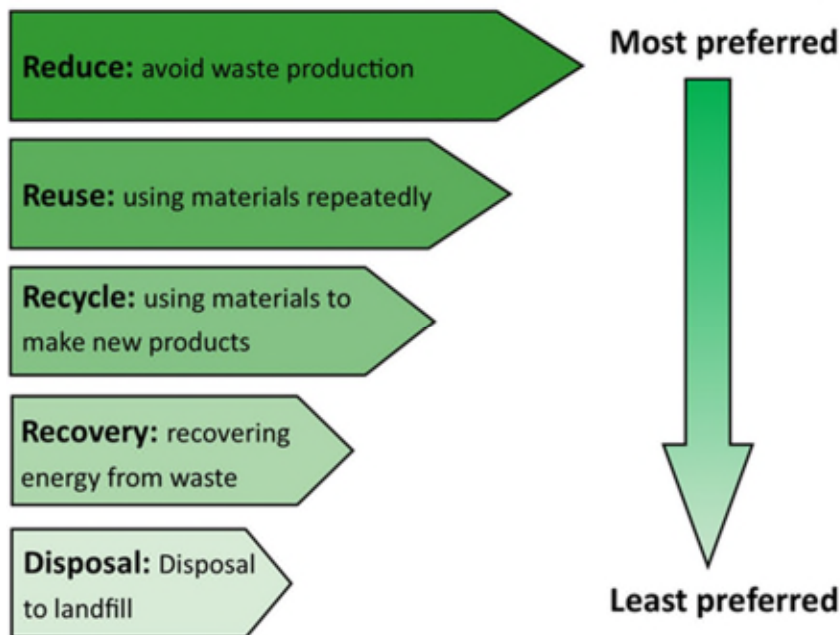 Reduce: avoid waste production
Most preferred
Reuse: using materials repeatedly
Recycle: using materials to
make new products
Recovery: recovering
energy from waste
Disposal: Disposal
to landfill
Least preferred